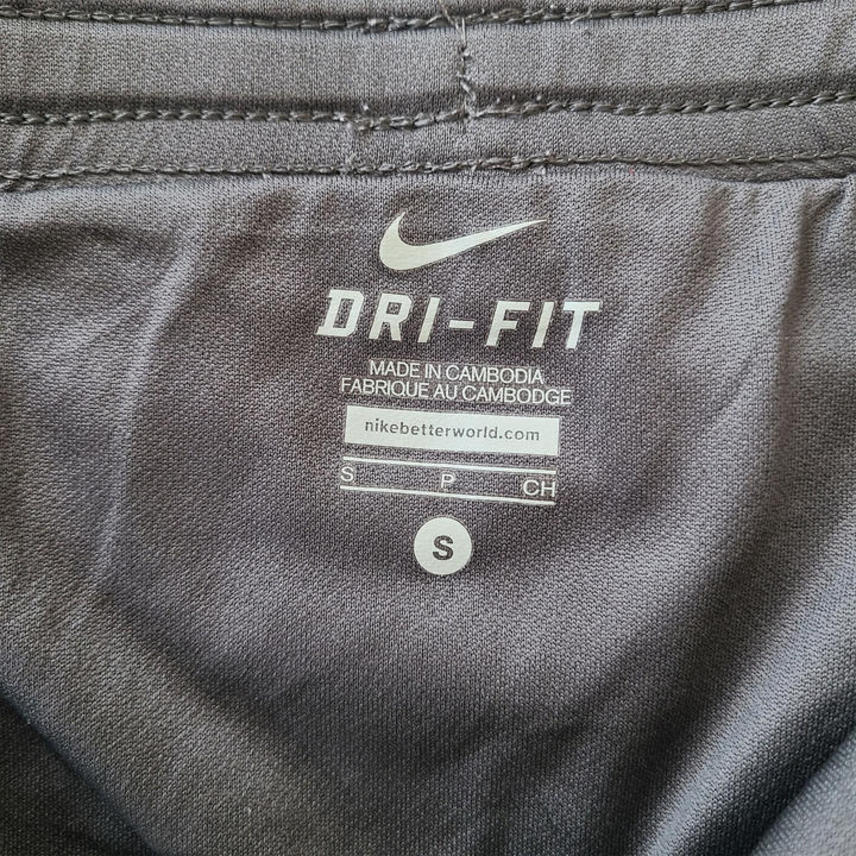 DRI-FIT
MADE IN CAMBODIA
FABRIQUE AU CAMBODGE
nikebetterworld.com
S P CH
S